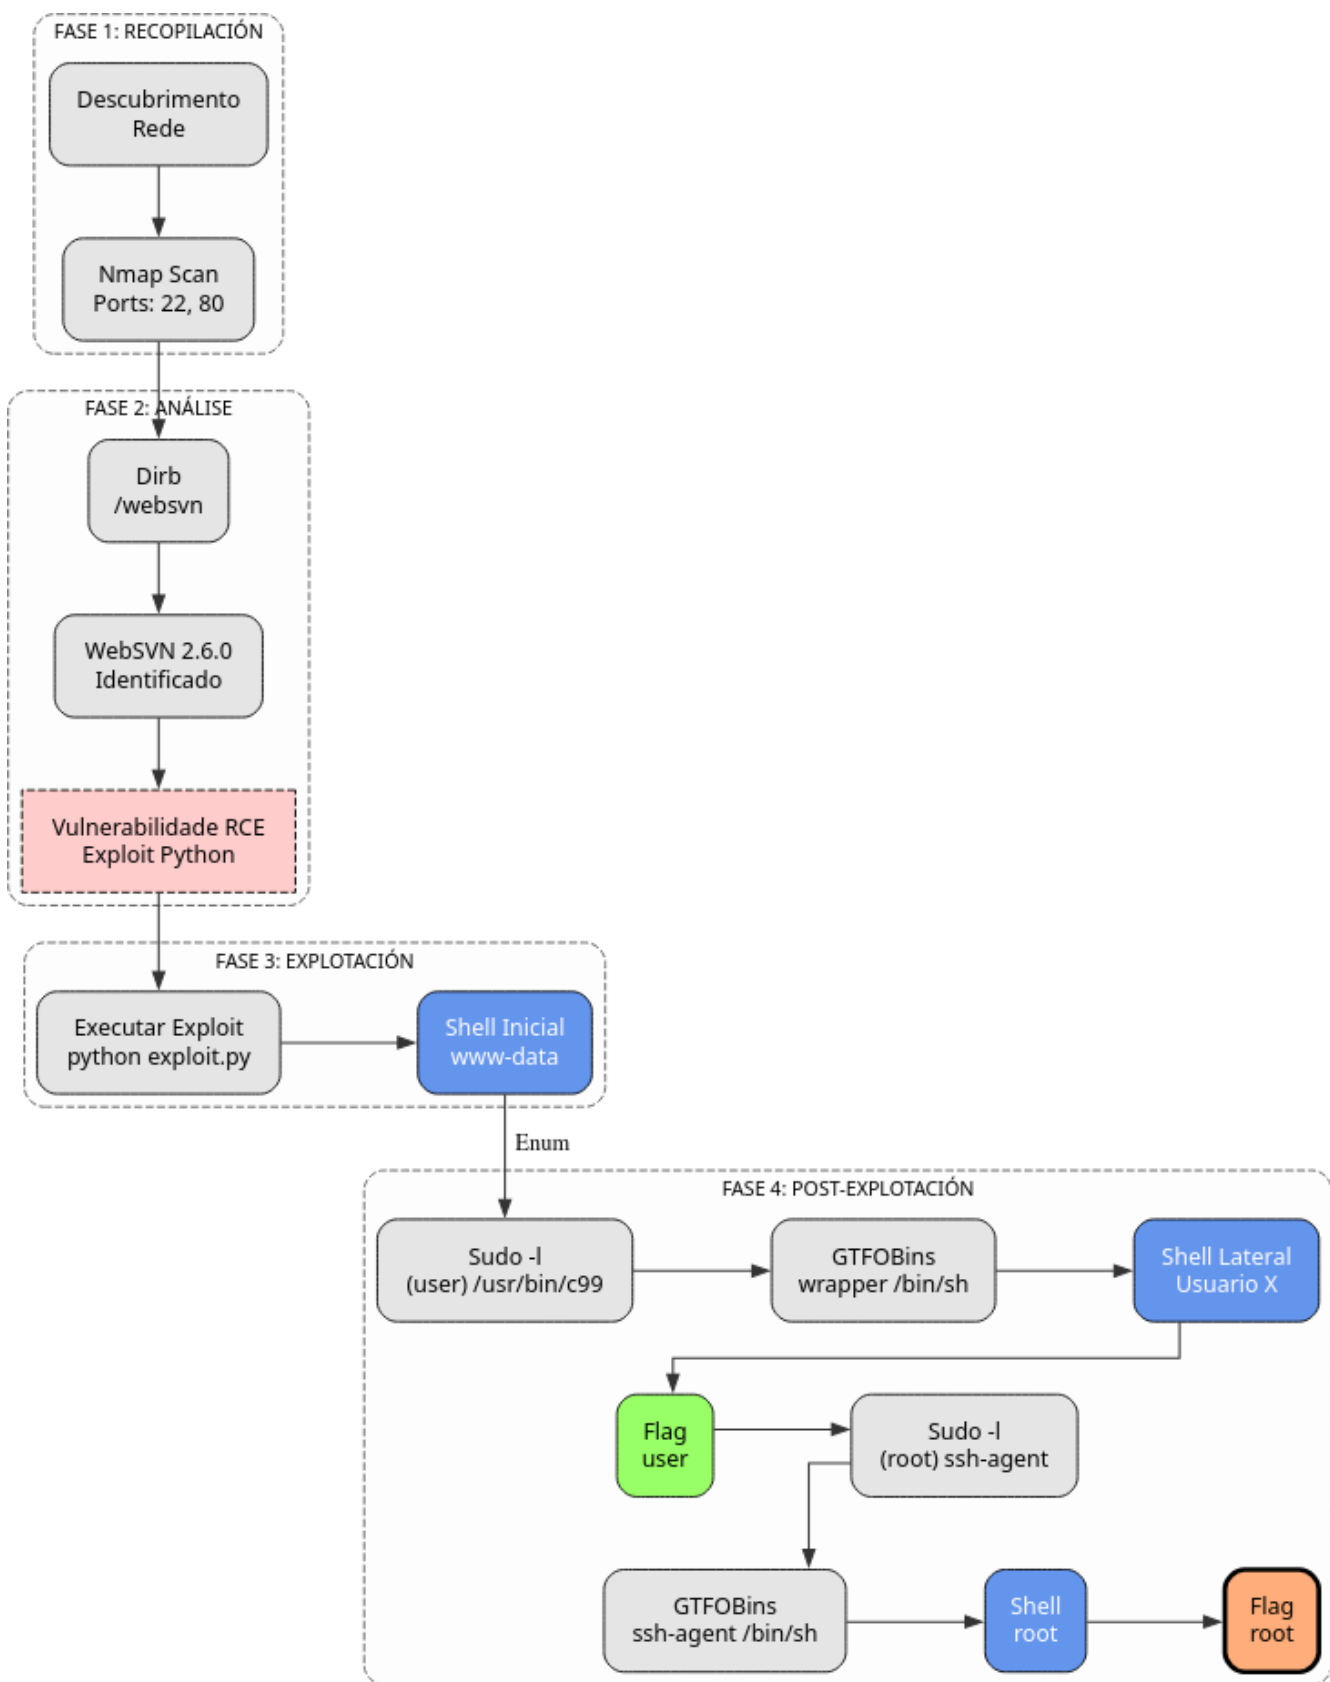 FASE 1: RECOPILACIÓN
Descubrimento
Rede
Nmap Scan
Ports: 22, 80
FASE 2: ANÁLISE
Dirb
/websvn
WebSVN 2.6.0
Identificado
Vulnerabilidade RCE
Exploit Python
FASE 3: EXPLOTACIÓN
Executar Exploit
python exploit.py
Shell Inicial
www-data
Enum
FASE 4: POST-EXPLOTACIÓN
Sudo -l
(user) /usr/bin/c99
GTFOBins
wrapper /bin/sh
Shell Lateral
Usuario X
Flag
user
Sudo -l
(root) ssh-agent
GTFOBins
ssh-agent /bin/sh
Shell
root
Flag
root